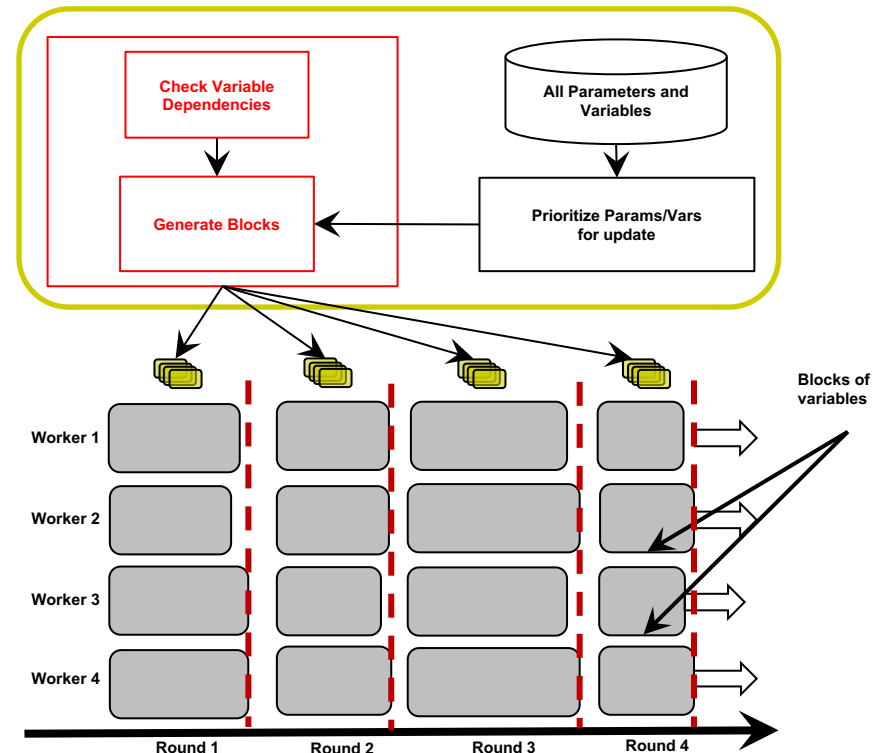 Check Variable
Dependencies
All Parameters and
Variables
Generate Blocks
Prioritize Params/Vars
for update
Blocks of
variables
Worker 1
Worker 2
Worker 3
Worker 4
Round 1
Round 2
Round 3
Round 4